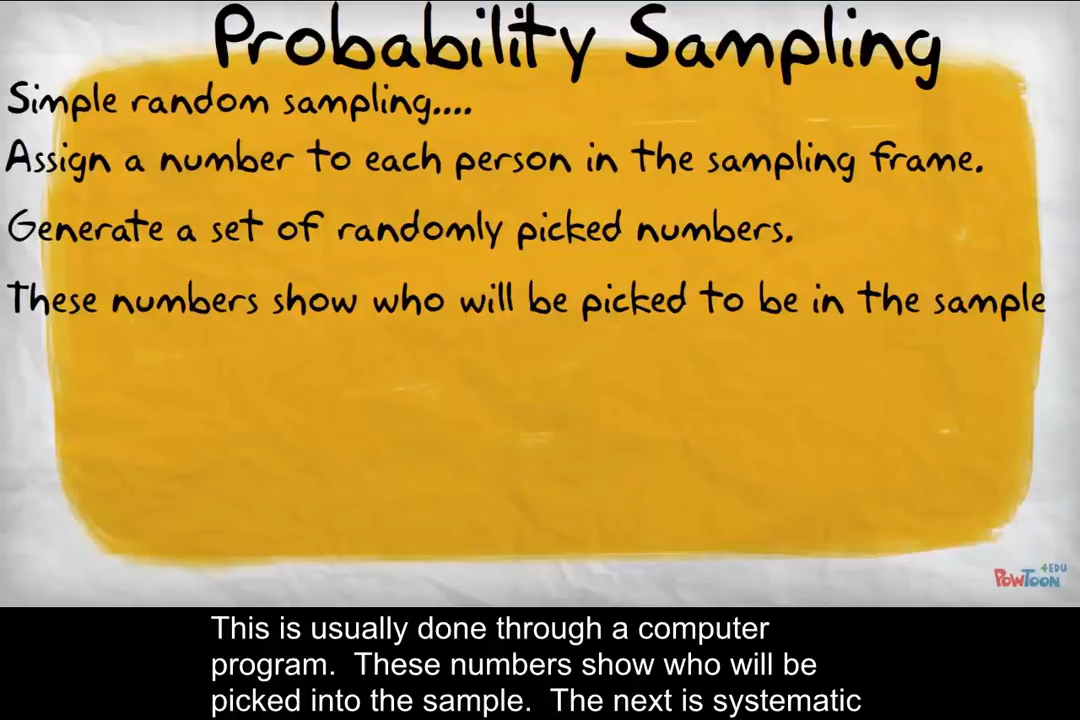 Probability Sampling
Simple random sampling....
Assign a number to each person in the sampling frame.
Generate a set of randomly picked numbers.
These numbers show who will be picked to be in the sample
4EDU
POWTOON
This is usually done through a computer
program.  These numbers show who will be
picked into the sample.  The next is systematic